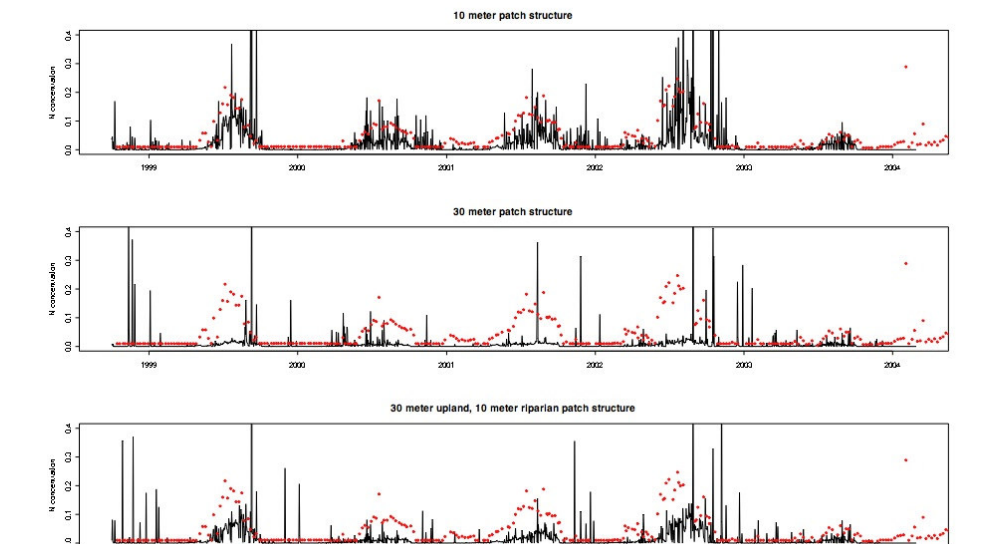 10 meter patch structure
N concentration
0.0 0.1 0.2 0.3 0.4
1999 2000 2001 2002 2003 2004
30 meter patch structure
N concentration
0.0 0.1 0.2 0.3 0.4
1999 2000 2001 2002 2003 2004
30 meter upland, 10 meter riparian patch structure
N concentration
.0 0.1 0.2 0.3 0.4